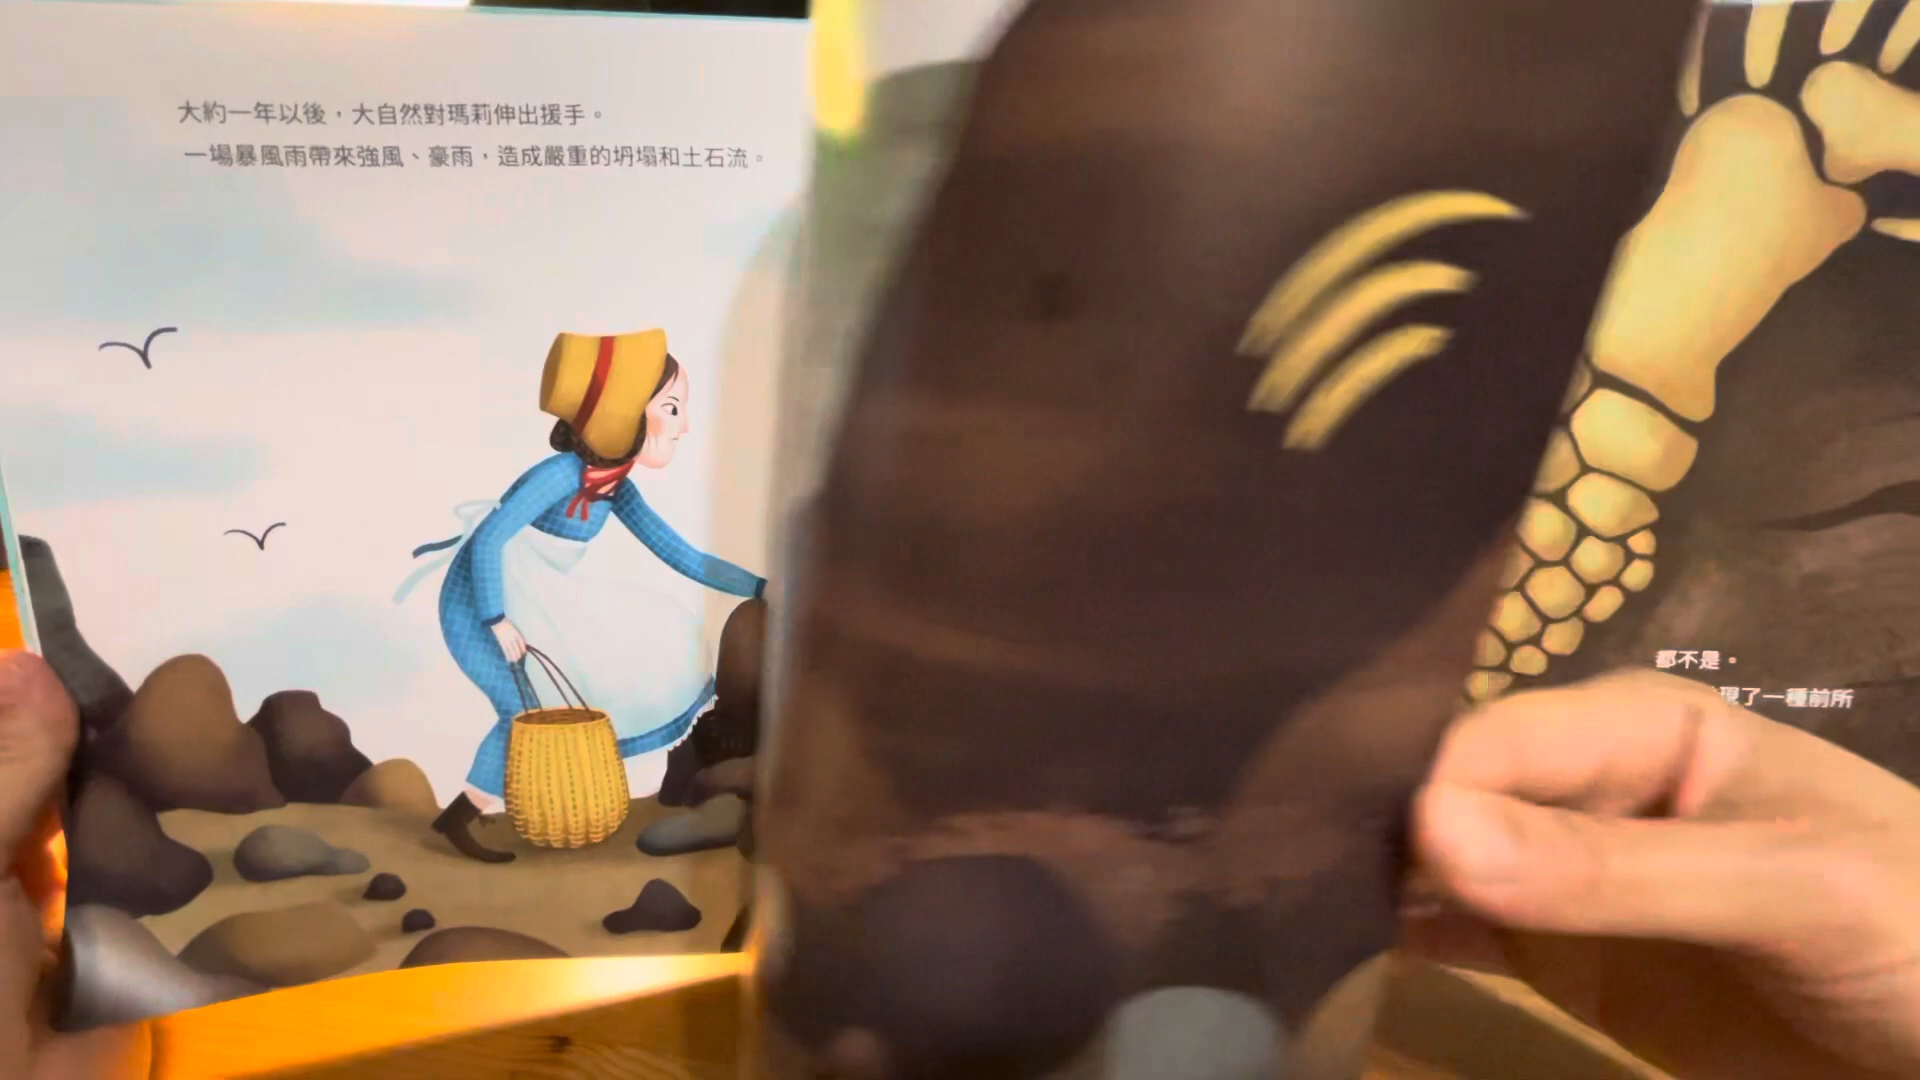 大約一年以後，大自然對瑪莉伸出援手。
一場暴風雨帶來強風、豪雨，造成嚴重的坍塌和土石流。
都不是。
現了一種前所